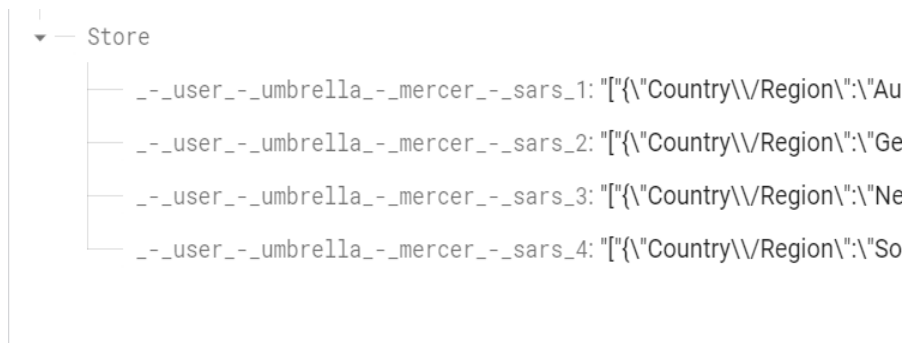 Store
_-_user_-_umbrella_-_mercer_-_sars_1: "["{\"Country\\/Region\":\"Au
_-_user_-_umbrella_-_mercer_-_sars_2: "["{\"Country\\/Region\":\"Ge
_-_user_-_umbrella_-_mercer_-_sars_3: "["{\"Country\\/Region\":\"Ne
_-_user_-_umbrella_-_mercer_-_sars_4: "["{\"Country\\/Region\":\"So